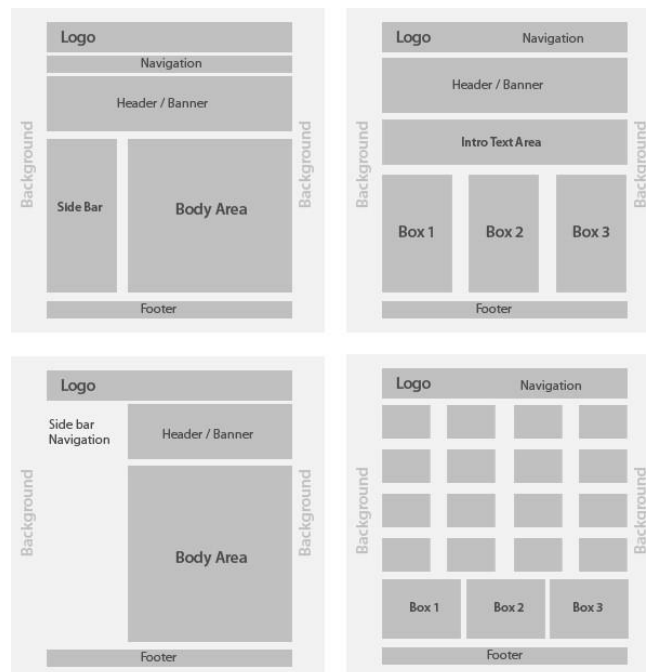 Logo
Navigation
Header / Banner
Background
Background
Side Bar
Body Area
Footer
Logo Navigation
Header / Banner
Intro Text Area
Background
Background
Box 1 Box 2 Box 3
Footer
Logo
Side bar
Navigation
Header / Banner
Background
Background
Body Area
Footer
Logo Navigation
Background
Background
Box 1 Box 2 Box 3
Footer